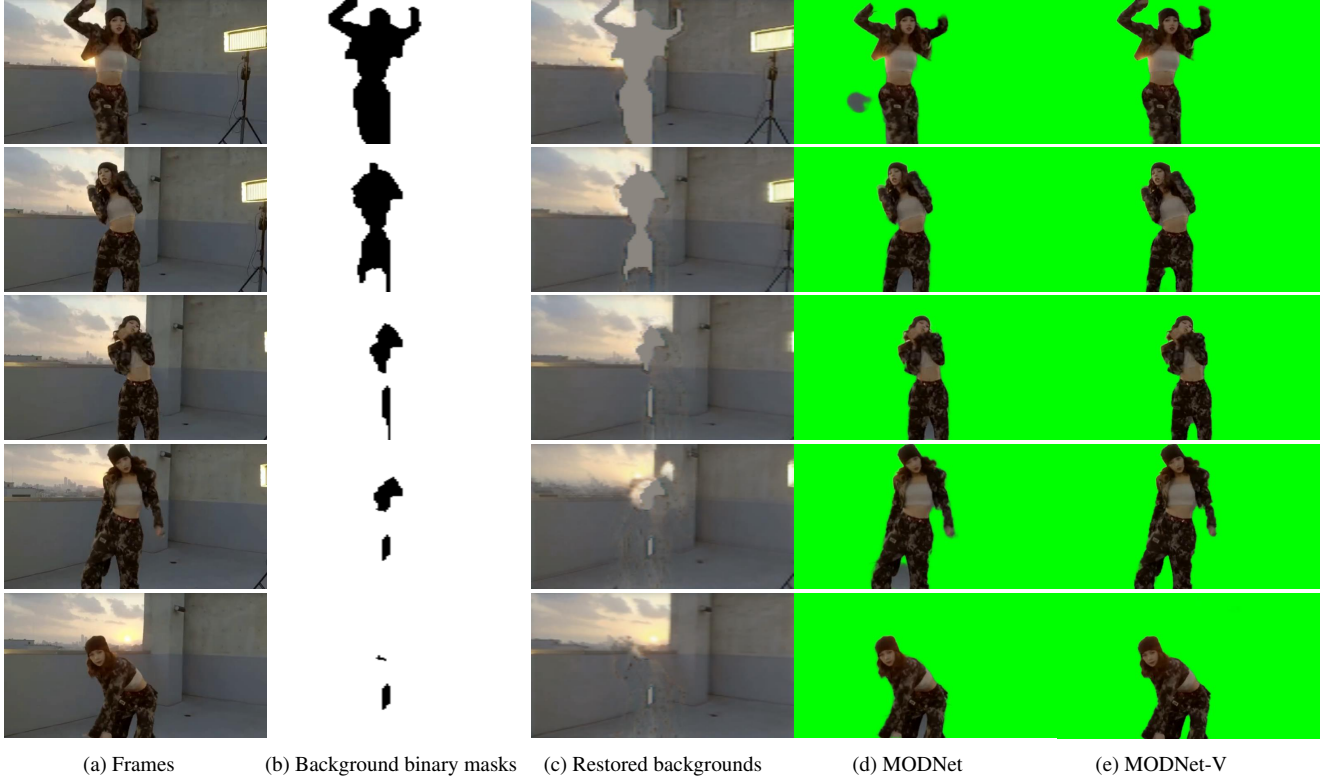 (a) Frames
(b) Background binary masks
(c) Restored backgrounds
(d) MODNet
(e) MODNet-V